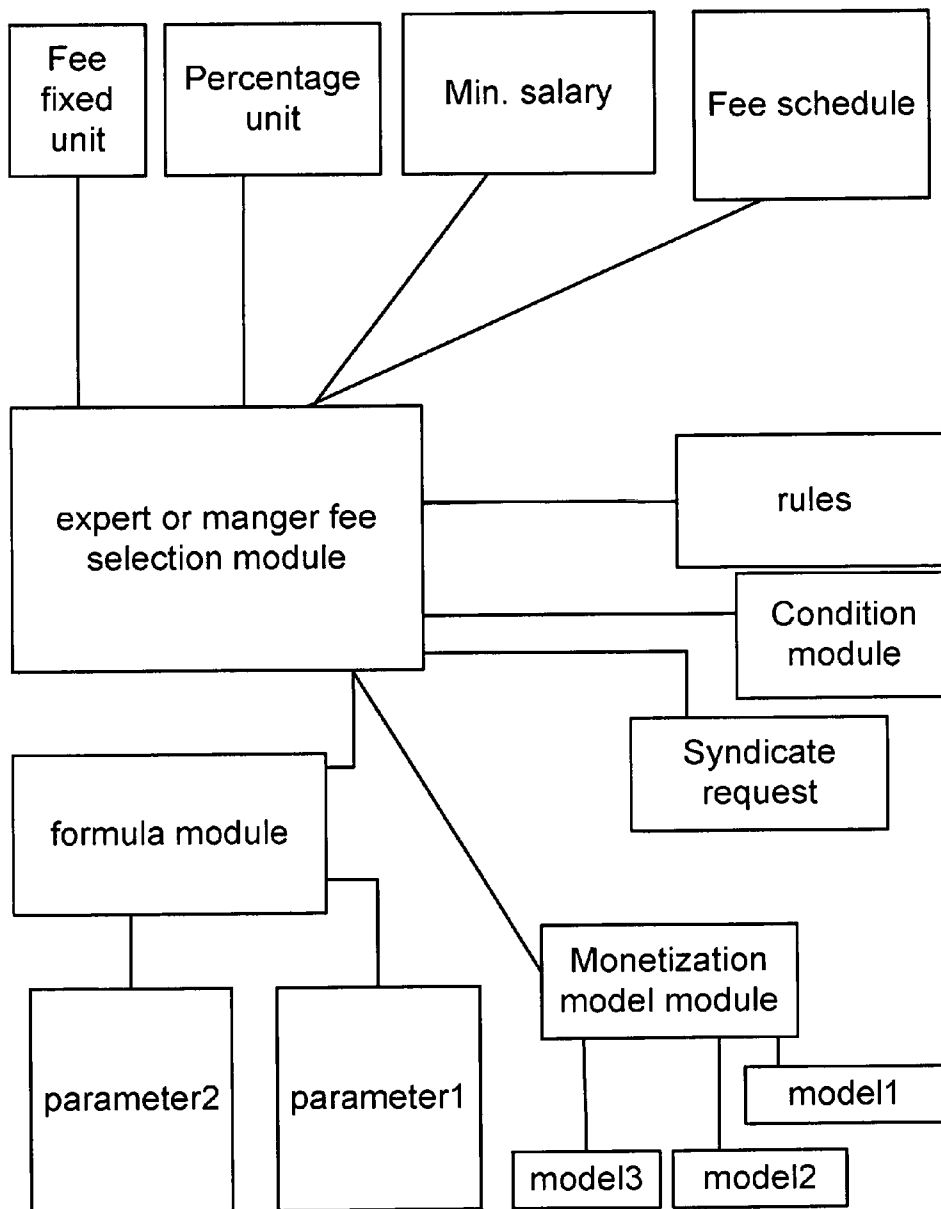 Fee
fixed
unit
Percentage
unit
Min. salary
Fee schedule
expert or manger fee
selection module
rules
Condition
module
Syndicate
request
formula module
Monetization
model module
parameter2
parameter1
model1
model3
model2